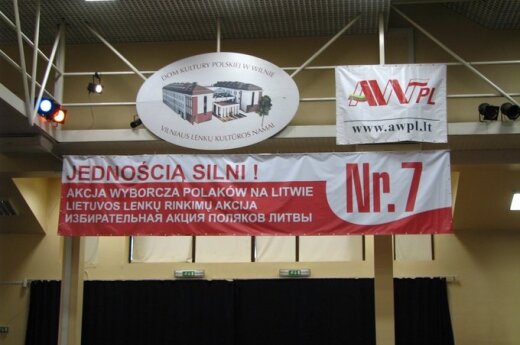 DOM KULTURY POLSKIEJ W WILNIE
VILNIAUS LENKŲ KULTŪROS NAMAI
AWPL
www.awpl.lt
JEDNOŚCIĄ SILNI !
AKCJA WYBORCZA POLAKÓW NA LITWIE
LIETUVOS LENKŲ RINKIMŲ AKCIJA
ИЗБИРАТЕЛЬНАЯ АКЦИЯ ПОЛЯКОВ ЛИТВЫ
Nr.7